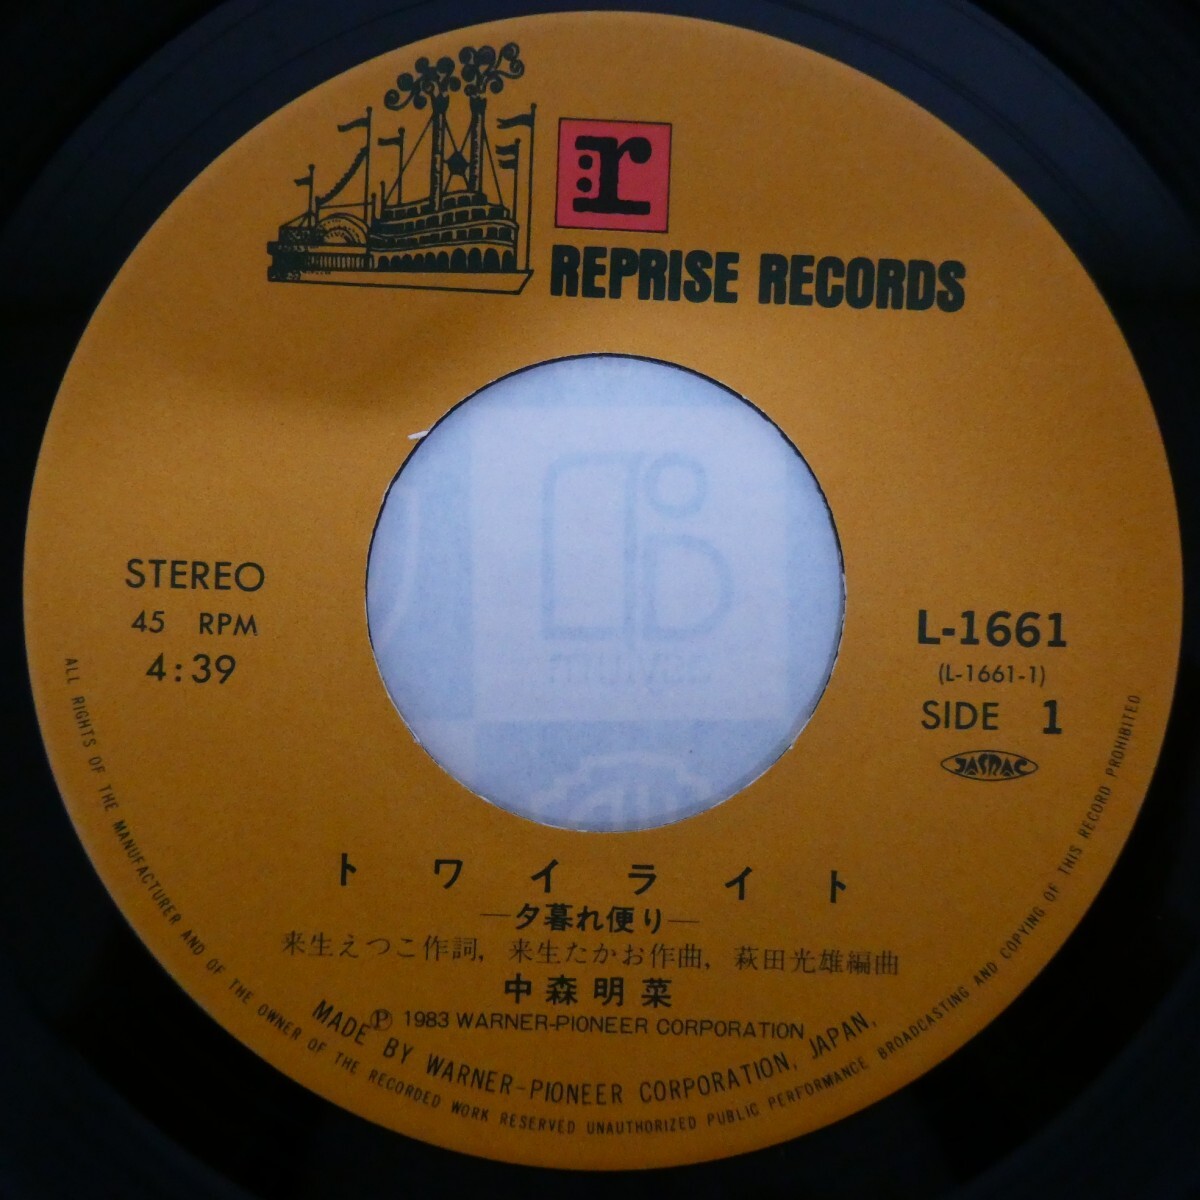 r
REPRISE RECORDS
STEREO
45 RPM
4:39
L-1661
(L-1661-1)
SIDE 1
JASRAC
トワイライト
—夕暮れ便り—
来生えつこ作詞, 来生たかお作曲, 萩田光雄編曲
中森明菜
Ⓟ 1983 WARNER-PIONEER CORPORATION
MADE BY WARNER-PIONEER CORPORATION, JAPAN.
ALL RIGHTS OF THE MANUFACTURER AND OF THE OWNER OF THE RECORDED WORK RESERVED UNAUTHORIZED PUBLIC PERFORMANCE BROADCASTING AND COPYING OF THIS RECORD PROHIBITED